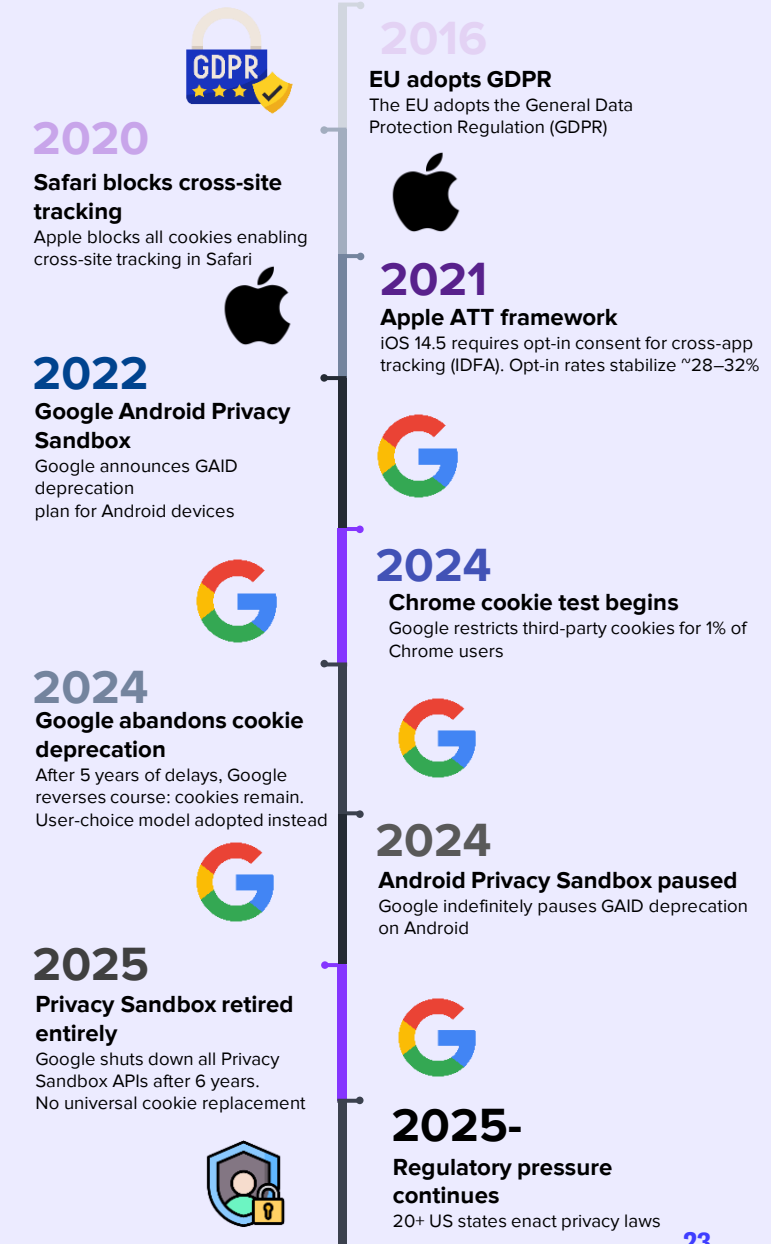 GDPR
2016
EU adopts GDPR
The EU adopts the General Data
Protection Regulation (GDPR)
2020
Safari blocks cross-site
tracking
Apple blocks all cookies enabling
cross-site tracking in Safari
2021
Apple ATT framework
iOS 14.5 requires opt-in consent for cross-app
tracking (IDFA). Opt-in rates stabilize ~28–32%
2022
Google Android Privacy
Sandbox
Google announces GAID
deprecation
plan for Android devices
2024
Chrome cookie test begins
Google restricts third-party cookies for 1% of
Chrome users
2024
Google abandons cookie
deprecation
After 5 years of delays, Google
reverses course: cookies remain.
User-choice model adopted instead
2024
Android Privacy Sandbox paused
Google indefinitely pauses GAID deprecation
on Android
2025
Privacy Sandbox retired
entirely
Google shuts down all Privacy
Sandbox APIs after 6 years.
No universal cookie replacement
2025-
Regulatory pressure
continues
20+ US states enact privacy laws
23